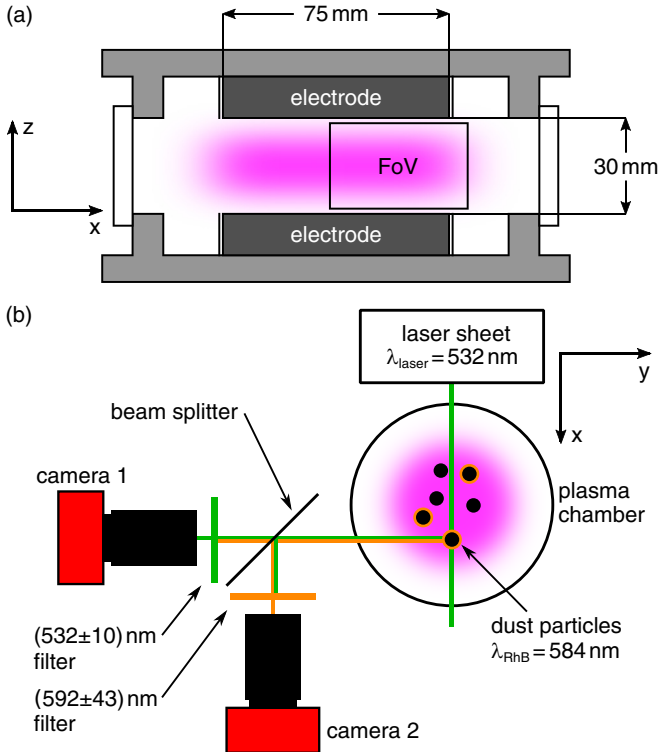 (a)
75 mm
electrode
z
FoV
30 mm
x
electrode
(b)
laser sheet
λlaser = 532 nm
y
beam splitter
x
camera 1
plasma
chamber
(532±10) nm
filter
dust particles
λRhB = 584 nm
(592±43) nm
filter
camera 2